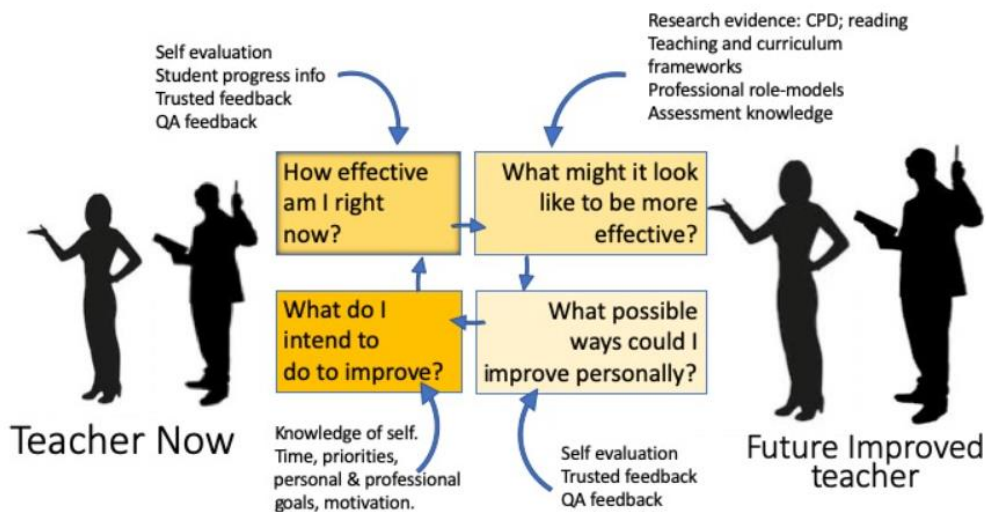 Self evaluation
Student progress info
Trusted feedback
QA feedback
Research evidence: CPD; reading
Teaching and curriculum
frameworks
Professional role-models
Assessment knowledge
How effective
am I right
now?
What might it look
like to be more
effective?
What do I
intend to
do to improve?
What possible
ways could I
improve personally?
Teacher Now
Knowledge of self.
Time, priorities,
personal & professional
goals, motivation.
Self evaluation
Trusted feedback
QA feedback
Future Improved
teacher